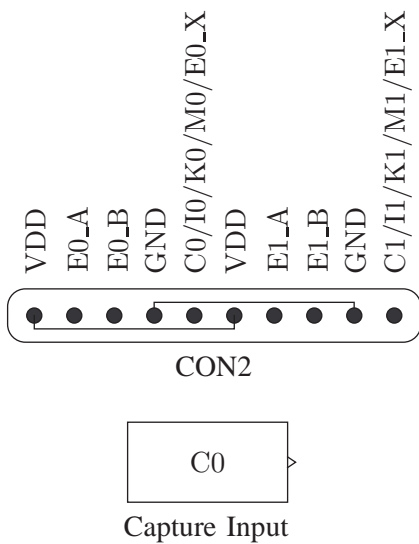 VDD
E0_A
E0_B
GND
C0/I0/K0/M0/E0_X
VDD
E1_A
E1_B
GND
C1/I1/K1/M1/E1_X
CON2
C0
Capture Input